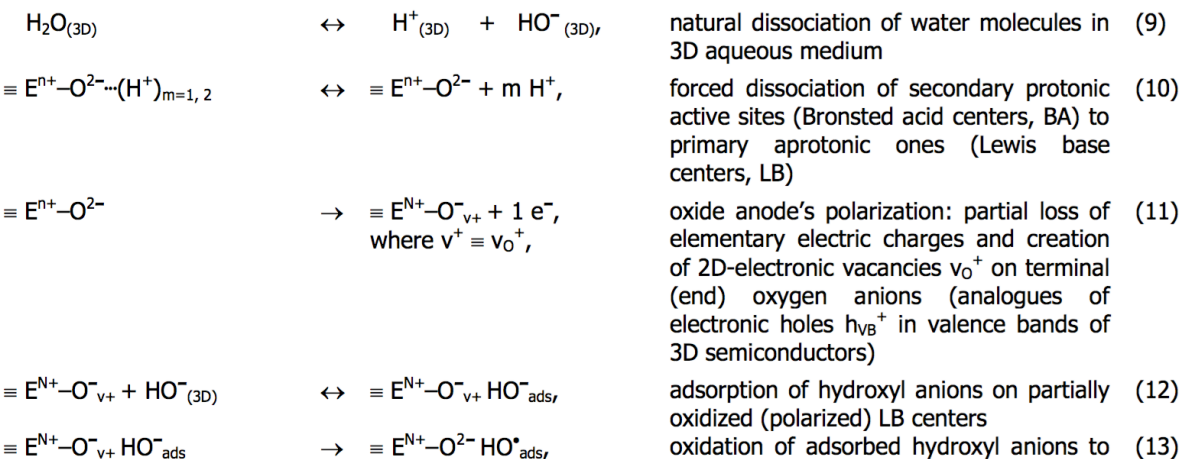 H₂O(3D) ↔ H⁺(3D) + HO⁻(3D), natural dissociation of water molecules in (9)
3D aqueous medium
≡ Eⁿ⁺–O²⁻···(H⁺)m=1, 2 ↔ ≡ Eⁿ⁺–O²⁻ + m H⁺, forced dissociation of secondary protonic (10)
active sites (Bronsted acid centers, BA) to
primary aprotonic ones (Lewis base
centers, LB)
≡ Eⁿ⁺–O²⁻ → ≡ Eᴺ⁺–O⁻v+ + 1 e⁻, oxide anode's polarization: partial loss of (11)
where v⁺ ≡ vO⁺, elementary electric charges and creation
of 2D-electronic vacancies vO⁺ on terminal
(end) oxygen anions (analogues of
electronic holes hVB⁺ in valence bands of
3D semiconductors)
≡ Eᴺ⁺–O⁻v+ + HO⁻(3D) ↔ ≡ Eᴺ⁺–O⁻v+ HO⁻ads, adsorption of hydroxyl anions on partially (12)
oxidized (polarized) LB centers
≡ Eᴺ⁺–O⁻v+ HO⁻ads → ≡ Eᴺ⁺–O²⁻ HO•ads, oxidation of adsorbed hydroxyl anions to (13)